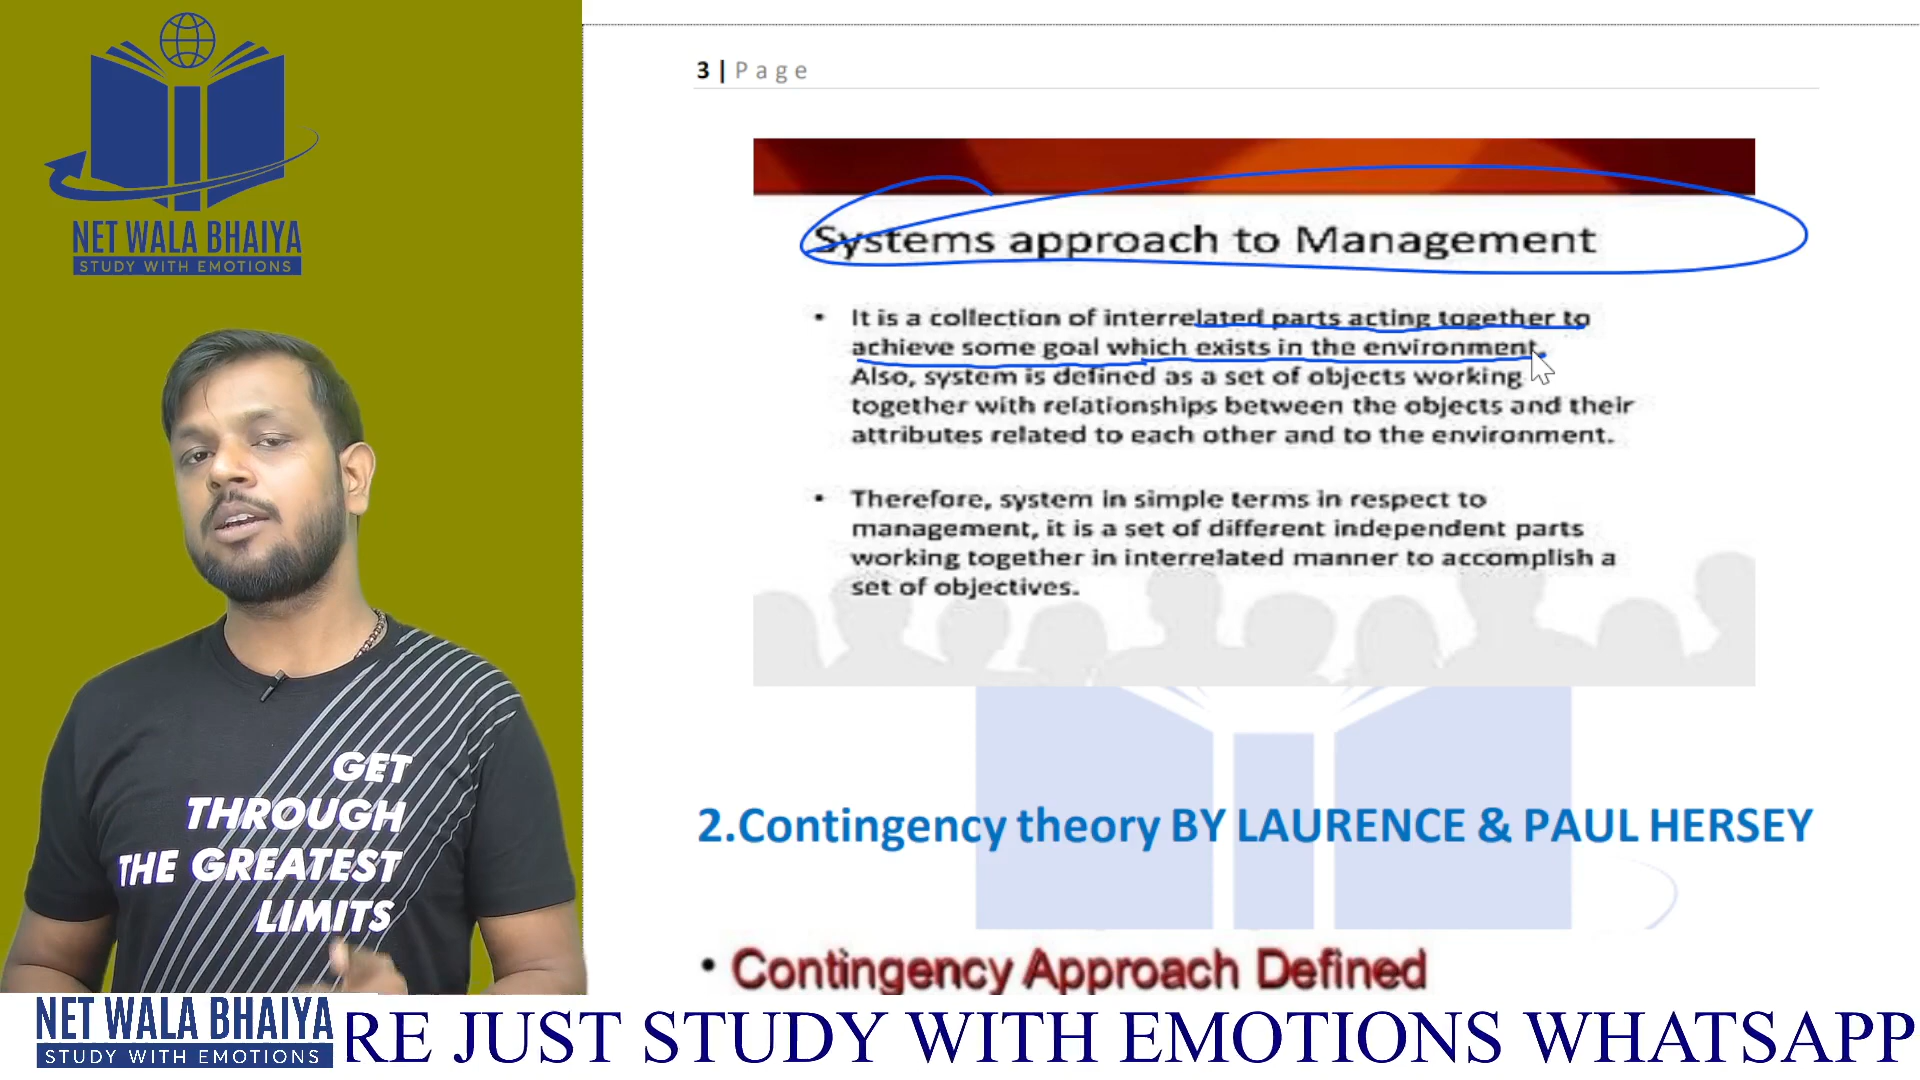 NET WALA BHAIYA
STUDY WITH EMOTIONS
GET
THROUGH
THE GREATEST
LIMITS
3 | Page
Systems approach to Management
• It is a collection of interrelated parts acting together to
achieve some goal which exists in the environment.
Also, system is defined as a set of objects working
together with relationships between the objects and their
attributes related to each other and to the environment.
• Therefore, system in simple terms in respect to
management, it is a set of different independent parts
working together in interrelated manner to accomplish a
set of objectives.
2.Contingency theory BY LAURENCE & PAUL HERSEY
• Contingency Approach Defined
NET WALA BHAIYA
STUDY WITH EMOTIONS
RE JUST STUDY WITH EMOTIONS WHATSAPP